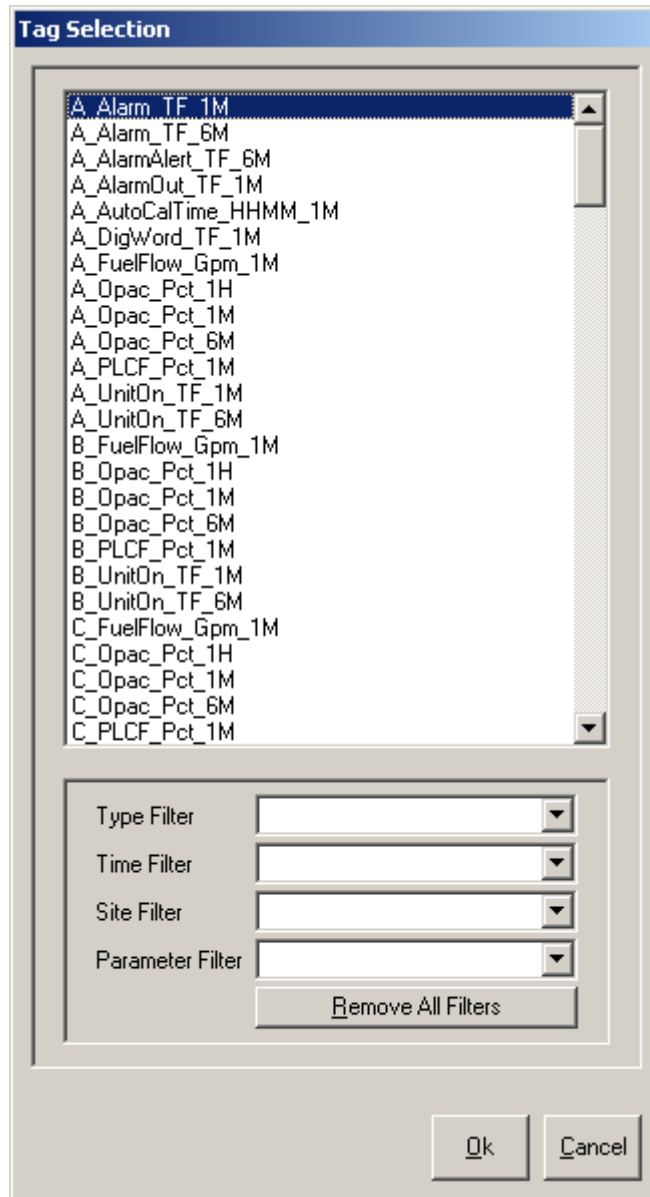 Tag Selection
A_Alarm_TF_1M
A_Alarm_TF_6M
A_AlarmAlert_TF_6M
A_AlarmOut_TF_1M
A_AutoCalTime_HHMM_1M
A_DigWord_TF_1M
A_FuelFlow_Gpm_1M
A_Opac_Pct_1H
A_Opac_Pct_1M
A_Opac_Pct_6M
A_PLCF_Pct_1M
A_UnitOn_TF_1M
A_UnitOn_TF_6M
B_FuelFlow_Gpm_1M
B_Opac_Pct_1H
B_Opac_Pct_1M
B_Opac_Pct_6M
B_PLCF_Pct_1M
B_UnitOn_TF_1M
B_UnitOn_TF_6M
C_FuelFlow_Gpm_1M
C_Opac_Pct_1H
C_Opac_Pct_1M
C_Opac_Pct_6M
C_PLCF_Pct_1M
Type Filter
Time Filter
Site Filter
Parameter Filter
Remove All Filters
Ok Cancel